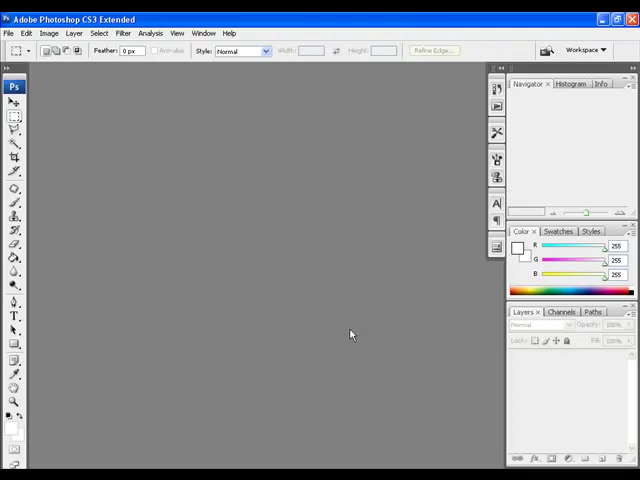 Adobe Photoshop CS3 Extended
File Edit Image Layer Select Filter Analysis View Window Help
Feather: 0 px Anti-alias Style: Normal Width: Height: Refine Edge... Workspace
Ps
Navigator Histogram Info
Color Swatches Styles
R 255
G 255
B 255
Layers Channels Paths
Normal Opacity: 100%
Lock: Fill: 100%